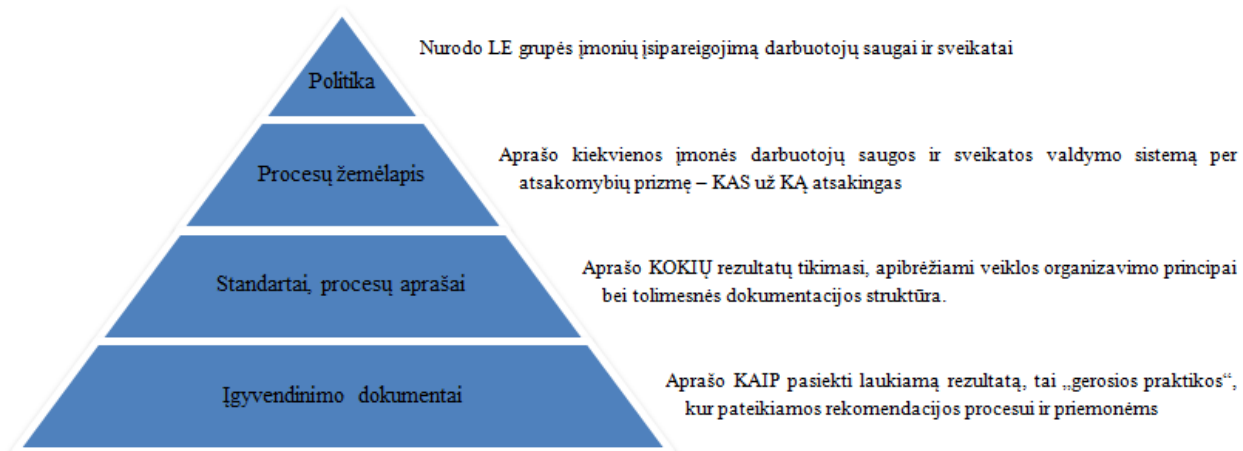 Nurodo LE grupės įmonių įsipareigojimą darbuotojų saugai ir sveikatai
Politika
Aprašo kiekvienos įmonės darbuotojų saugos ir sveikatos valdymo sistemą per
atsakomybių prizmę – KAS už KĄ atsakingas
Procesų žemėlapis
Aprašo KOKIŲ rezultatų tikimasi, apibrėžiami veiklos organizavimo principai
bei tolimesnės dokumentacijos struktūra.
Standartai, procesų aprašai
Aprašo KAIP pasiekti laukiamą rezultatą, tai „gerosios praktikos“,
kur pateikiamos rekomendacijos procesui ir priemonėms
Įgyvendinimo dokumentai